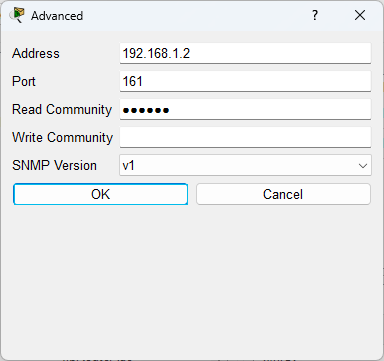 Advanced
?
Address 192.168.1.2
Port 161
Read Community ●●●●●●
Write Community
SNMP Version v1
OK Cancel